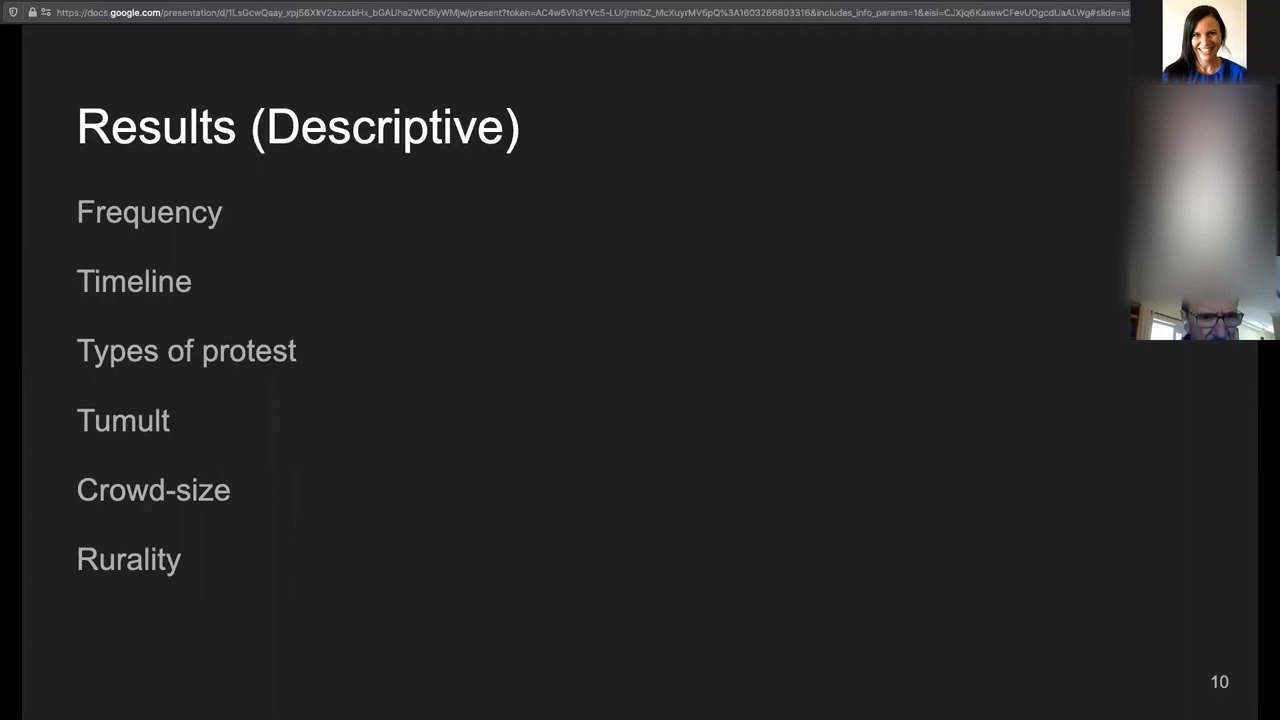 Results (Descriptive)
Frequency
Timeline
Types of protest
Tumult
Crowd-size
Rurality
10